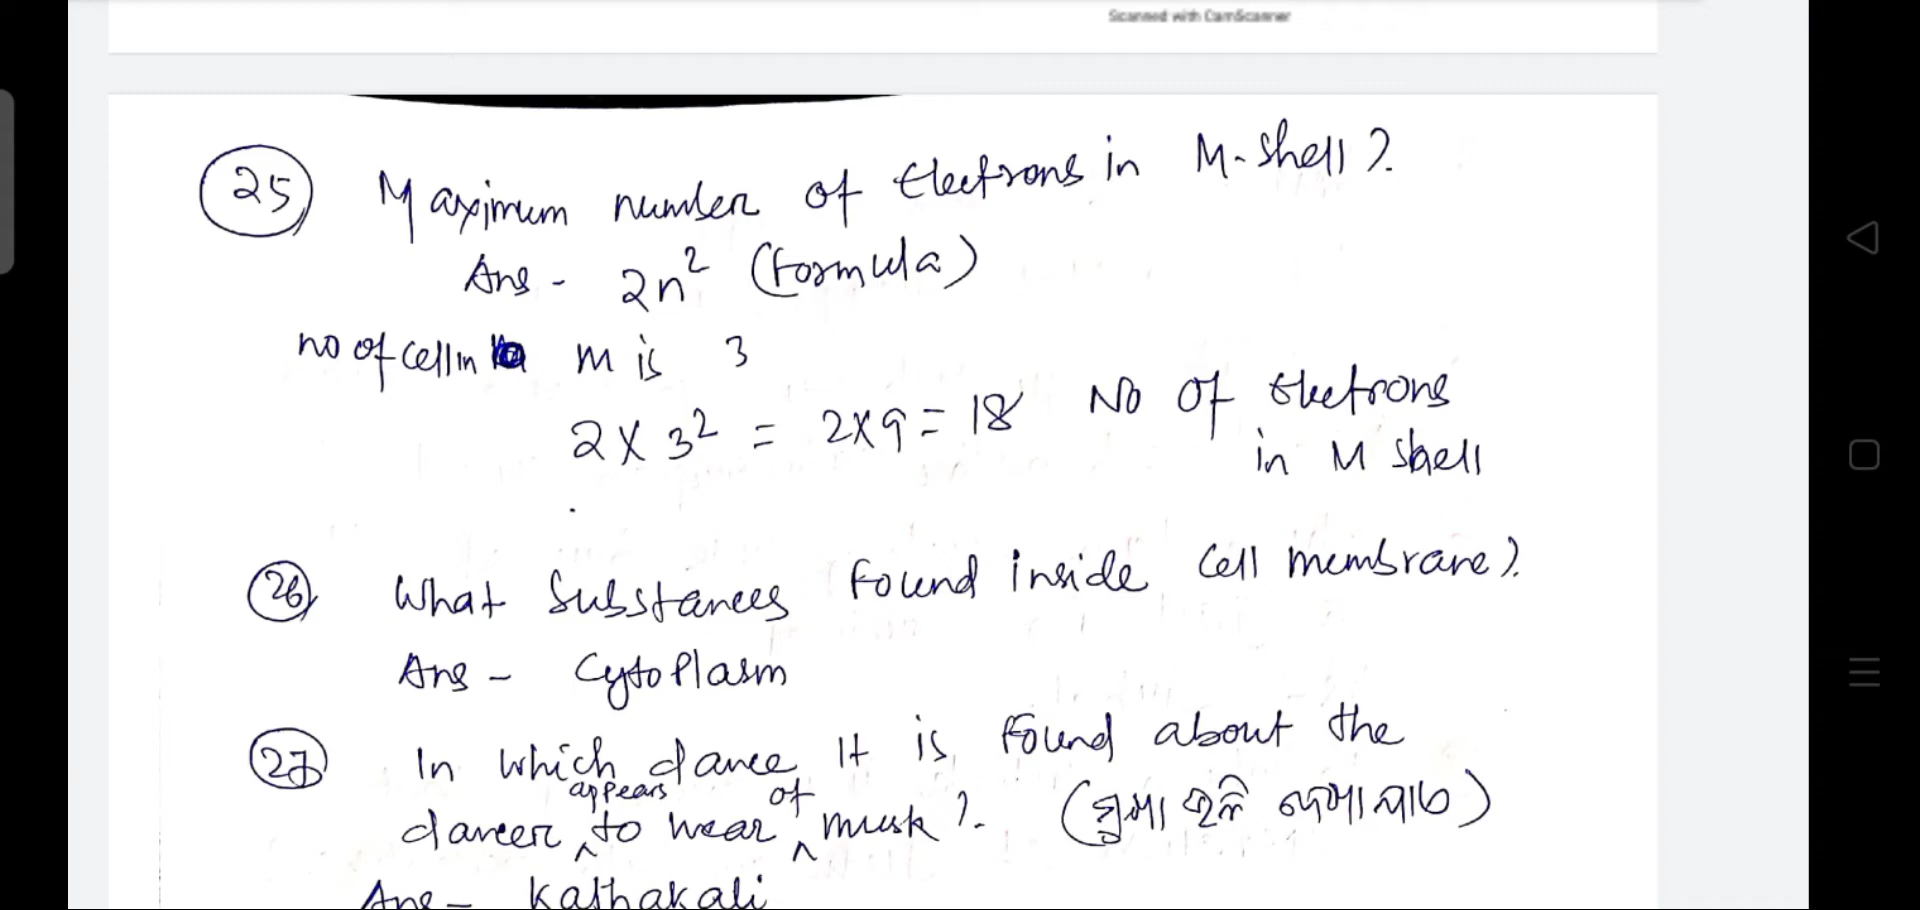 Scanned with CamScanner
25 Maximum number of Electrons in M-shell?
Ans - 2n² (Formula)
no of cell in m is 3
2 X 3² = 2x9 = 18 No of Electrons
in M shell
26 What Substances Found inside Cell membrane?
Ans - Cytoplasm
27 In which dance It is Found about the
dancer appears to wear of musk?
Ans - Kathakali